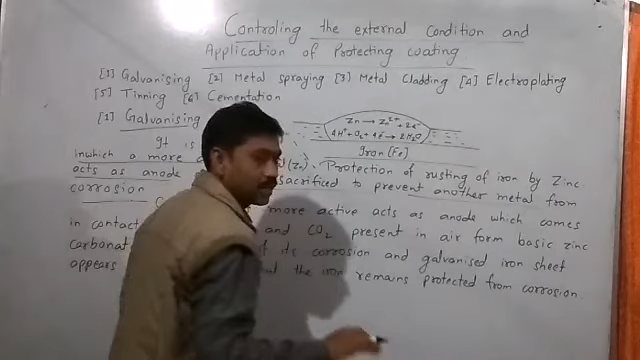 Controling the external Condition and
Application of Protecting coating
[1] Galvanising [2] Metal spraying [3] Metal Cladding [4] Electroplating
[5] Tinning [6] Cementation
[1] Galvanising
Zn → Zn²⁺ + 2e⁻
4H⁺ + O₂ + 4e⁻ → 2H₂O
Iron (Fe)
It is
Protection of rusting of iron by Zinc
in which a more
acts as anode sacrificed to prevent another metal from
corrosion
more active acts as anode which comes
in contact and CO₂ present in air form basic zinc
carbonat its corrosion and galvanised iron sheet
appears the iron remains protected from corrosion.